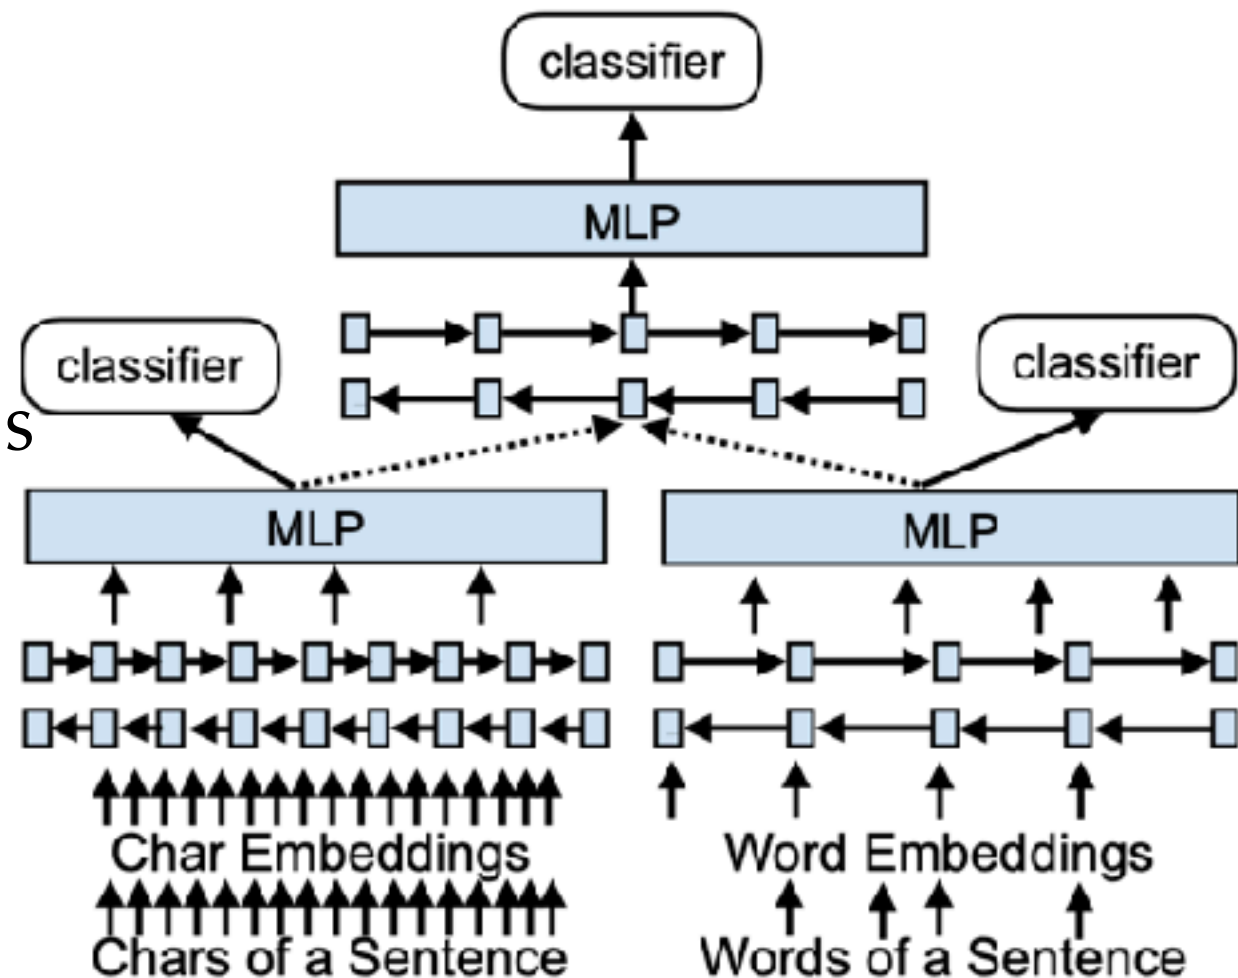 classifier
MLP
classifier
classifier
s
MLP
MLP
Char Embeddings
Word Embeddings
Chars of a Sentence
Words of a Sentence